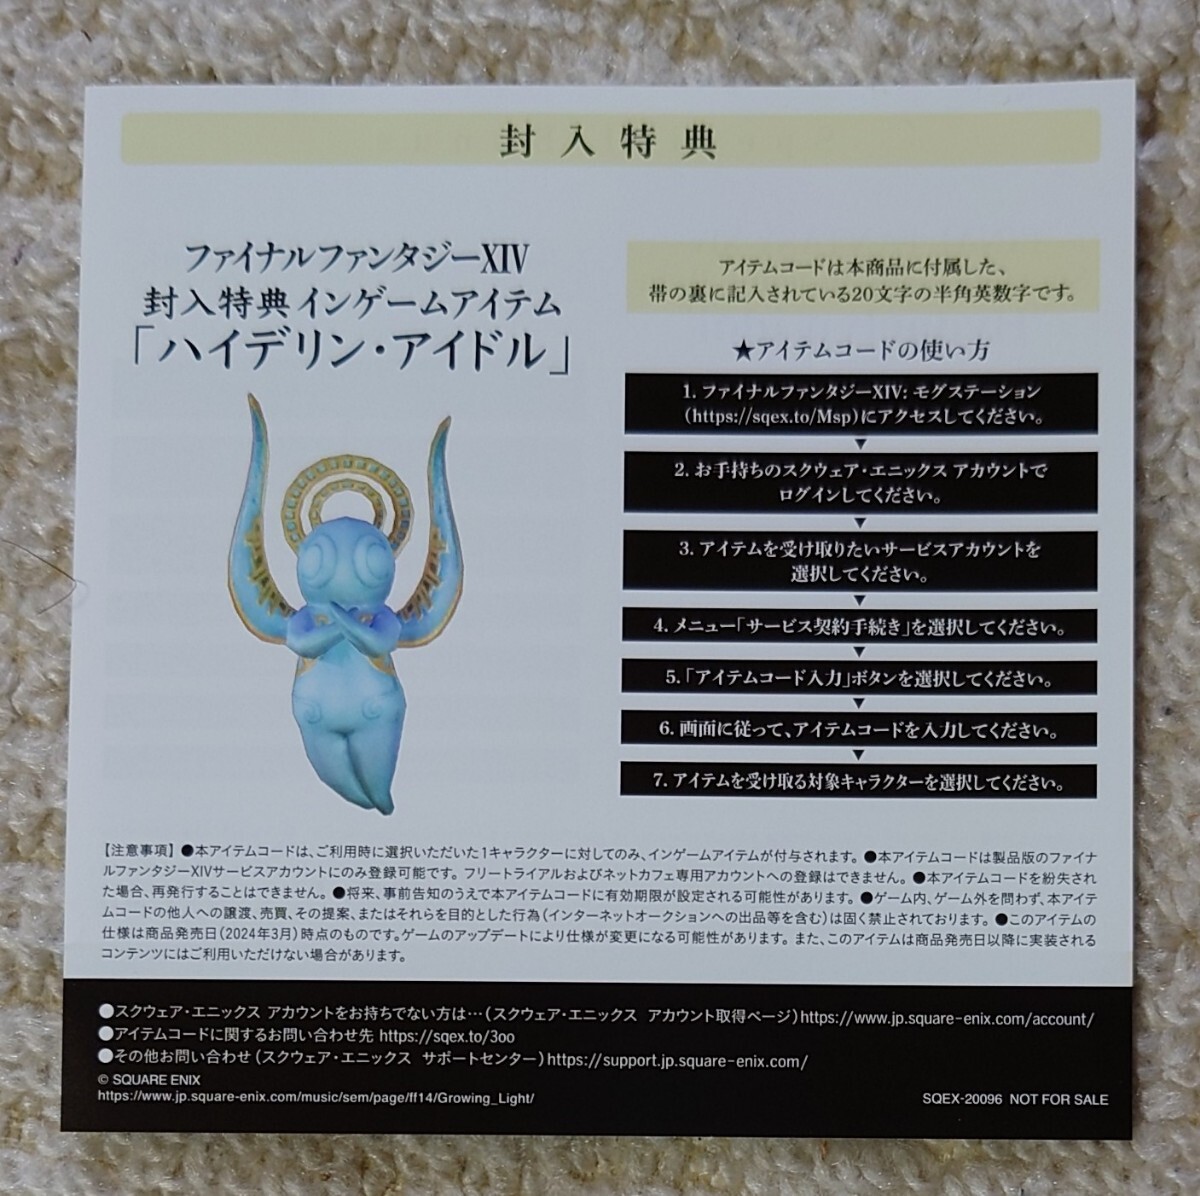 封入特典
ファイナルファンタジーXIV
封入特典 インゲームアイテム
「ハイデリン・アイドル」
アイテムコードは本商品に付属した、
帯の裏に記入されている20文字の半角英数字です。
★アイテムコードの使い方
1. ファイナルファンタジーXIV: モグステーション
(https://sqex.to/Msp)にアクセスしてください。
▼
2. お手持ちのスクウェア・エニックス アカウントで
ログインしてください。
▼
3. アイテムを受け取りたいサービスアカウントを
選択してください。
▼
4. メニュー「サービス契約手続き」を選択してください。
▼
5.「アイテムコード入力」ボタンを選択してください。
▼
6. 画面に従って、アイテムコードを入力してください。
▼
7. アイテムを受け取る対象キャラクターを選択してください。
【注意事項】●本アイテムコードは、ご利用時に選択いただいた1キャラクターに対してのみ、インゲームアイテムが付与されます。●本アイテムコードは製品版のファイナ
ルファンタジーXIVサービスアカウントにのみ登録可能です。フリートライアルおよびネットカフェ専用アカウントへの登録はできません。●本アイテムコードを紛失され
た場合、再発行することはできません。●将来、事前告知のうえで本アイテムコードに有効期限が設定される可能性があります。●ゲーム内、ゲーム外を問わず、本アイテ
ムコードの他人への譲渡、売買、その提案、またはそれらを目的とした行為(インターネットオークションへの出品等を含む)は固く禁止されております。●このアイテムの
仕様は商品発売日(2024年3月)時点のものです。ゲームのアップデートにより仕様が変更になる可能性があります。また、このアイテムは商品発売日以降に実装される
コンテンツにはご利用いただけない場合があります。
●スクウェア・エニックス アカウントをお持ちでない方は…(スクウェア・エニックス アカウント取得ページ)https://www.jp.square-enix.com/account/
●アイテムコードに関するお問い合わせ先 https://sqex.to/3oo
●その他お問い合わせ(スクウェア・エニックス サポートセンター)https://support.jp.square-enix.com/
© SQUARE ENIX
https://www.jp.square-enix.com/music/sem/page/ff14/Growing_Light/
SQEX-20096 NOT FOR SALE